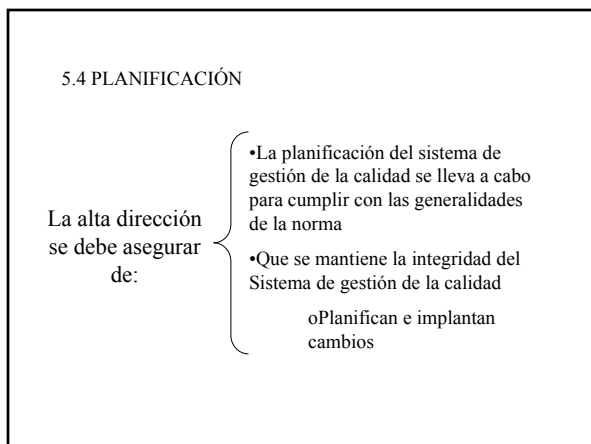 5.4 PLANIFICACIÓN
La alta dirección
se debe asegurar
de:
•La planificación del sistema de
gestión de la calidad se lleva a cabo
para cumplir con las generalidades
de la norma
•Que se mantiene la integridad del
Sistema de gestión de la calidad
oPlanifican e implantan
cambios